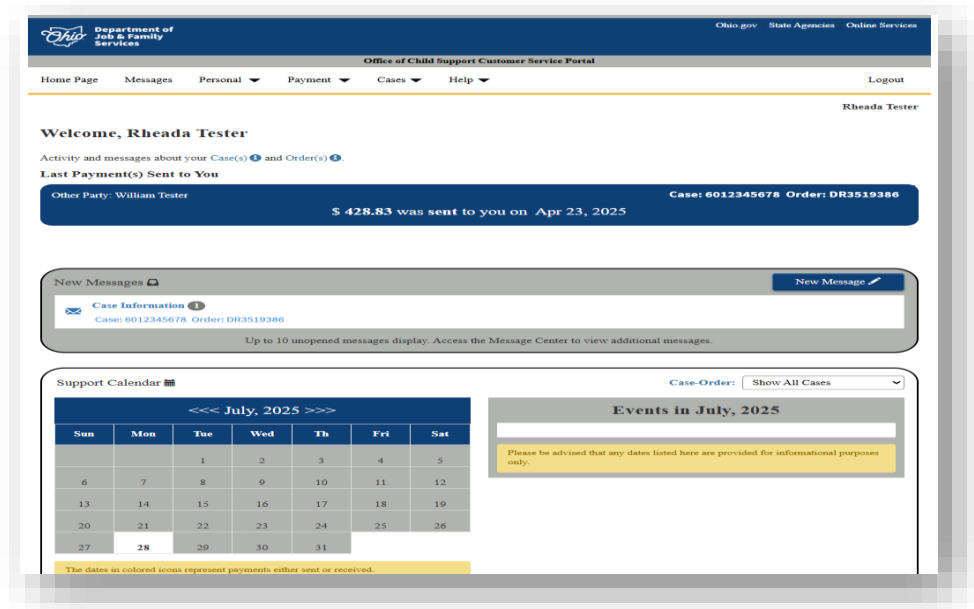 Ohio
Department of
Job & Family
Services
Ohio.gov State Agencies Online Services
Office of Child Support Customer Service Portal
Home Page Messages Personal Payment Cases Help Logout
Rheada Tester
Welcome, Rheada Tester
Activity and messages about your Case(s) and Order(s).
Last Payment(s) Sent to You
Other Party: William Tester Case: 6012345678 Order: DR3519386
$ 428.83 was sent to you on Apr 23, 2025
New Messages New Message
Case Information 1
Case: 6012345678 Order: DR3519386
Up to 10 unopened messages display. Access the Message Center to view additional messages.
Support Calendar Case-Order: Show All Cases
<<< July, 2025 >>>
Sun Mon Tue Wed Th Fri Sat
1 2 3 4 5
6 7 8 9 10 11 12
13 14 15 16 17 18 19
20 21 22 23 24 25 26
27 28 29 30 31
The dates in colored icons represent payments either sent or received.
Events in July, 2025
Please be advised that any dates listed here are provided for informational purposes
only.